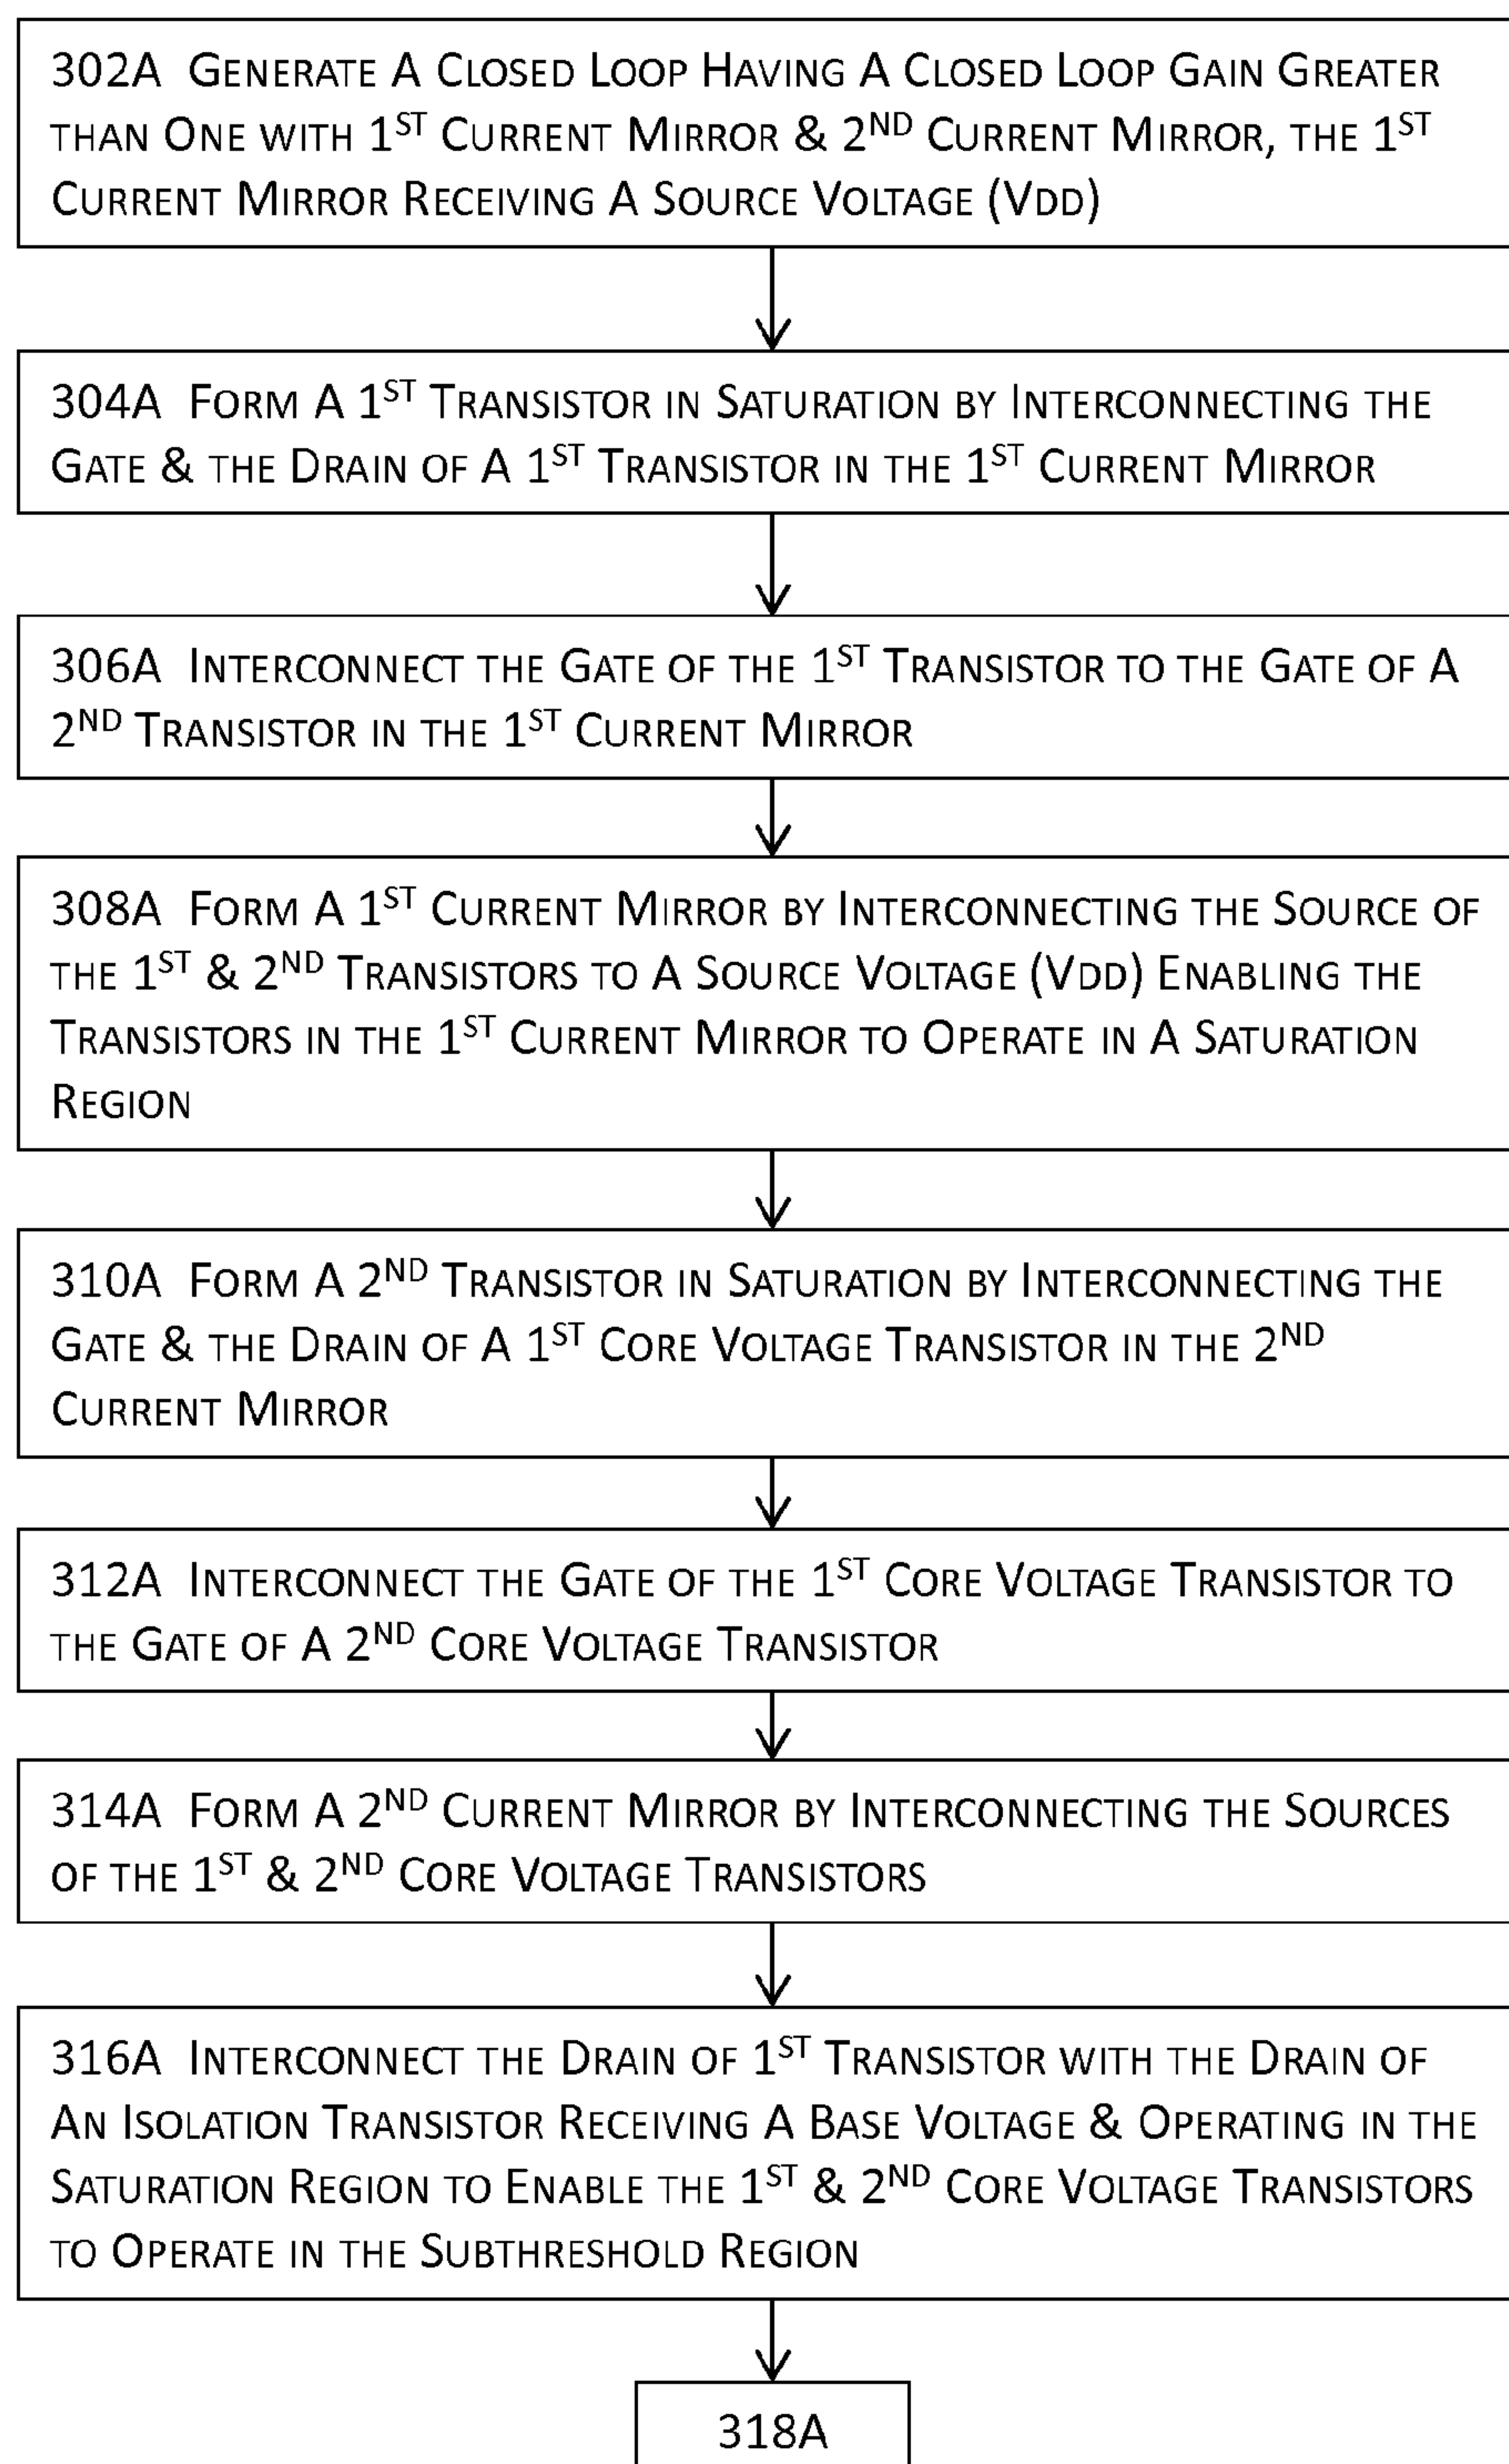 302A GENERATE A CLOSED LOOP HAVING A CLOSED LOOP GAIN GREATER
THAN ONE WITH 1ST CURRENT MIRROR & 2ND CURRENT MIRROR, THE 1ST
CURRENT MIRROR RECEIVING A SOURCE VOLTAGE (VDD)
304A FORM A 1ST TRANSISTOR IN SATURATION BY INTERCONNECTING THE
GATE & THE DRAIN OF A 1ST TRANSISTOR IN THE 1ST CURRENT MIRROR
306A INTERCONNECT THE GATE OF THE 1ST TRANSISTOR TO THE GATE OF A
2ND TRANSISTOR IN THE 1ST CURRENT MIRROR
308A FORM A 1ST CURRENT MIRROR BY INTERCONNECTING THE SOURCE OF
THE 1ST & 2ND TRANSISTORS TO A SOURCE VOLTAGE (VDD) ENABLING THE
TRANSISTORS IN THE 1ST CURRENT MIRROR TO OPERATE IN A SATURATION
REGION
310A FORM A 2ND TRANSISTOR IN SATURATION BY INTERCONNECTING THE
GATE & THE DRAIN OF A 1ST CORE VOLTAGE TRANSISTOR IN THE 2ND
CURRENT MIRROR
312A INTERCONNECT THE GATE OF THE 1ST CORE VOLTAGE TRANSISTOR TO
THE GATE OF A 2ND CORE VOLTAGE TRANSISTOR
314A FORM A 2ND CURRENT MIRROR BY INTERCONNECTING THE SOURCES
OF THE 1ST & 2ND CORE VOLTAGE TRANSISTORS
316A INTERCONNECT THE DRAIN OF 1ST TRANSISTOR WITH THE DRAIN OF
AN ISOLATION TRANSISTOR RECEIVING A BASE VOLTAGE & OPERATING IN THE
SATURATION REGION TO ENABLE THE 1ST & 2ND CORE VOLTAGE TRANSISTORS
TO OPERATE IN THE SUBTHRESHOLD REGION
318A